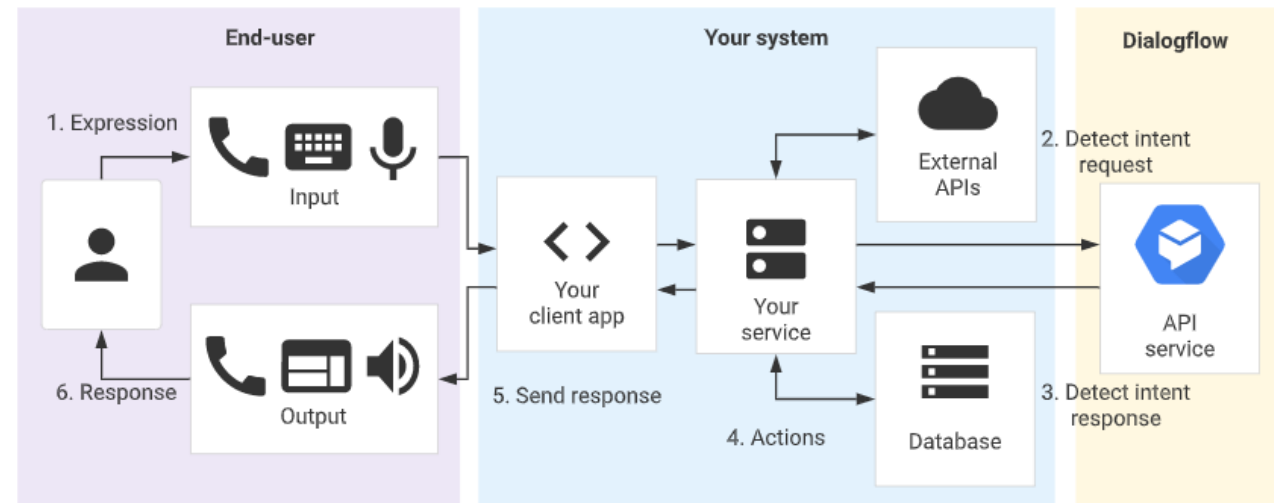 End-user
Your system
Dialogflow
1. Expression
Input
External
APIs
2. Detect intent
request
Your
client app
Your
service
API
service
6. Response
Output
5. Send response
4. Actions
Database
3. Detect intent
response